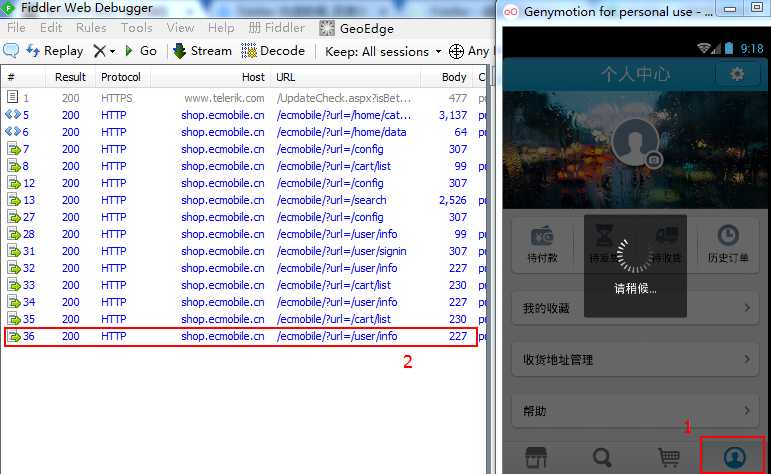 Fiddler Web Debugger
File Edit Rules Tools View Help Fiddler GeoEdge
Replay Go Stream Decode Keep: All sessions Any
# Result Protocol Host URL Body C
1 200 HTTPS www.telerik.com /UpdateCheck.aspx?isBet... 477
5 200 HTTP shop.ecmobile.cn /ecmobile/?url=/home/cat... 3,137
6 200 HTTP shop.ecmobile.cn /ecmobile/?url=/home/data 64
7 200 HTTP shop.ecmobile.cn /ecmobile/?url=/config 307
8 200 HTTP shop.ecmobile.cn /ecmobile/?url=/cart/list 99
12 200 HTTP shop.ecmobile.cn /ecmobile/?url=/config 307
13 200 HTTP shop.ecmobile.cn /ecmobile/?url=/search 2,526
27 200 HTTP shop.ecmobile.cn /ecmobile/?url=/config 307
28 200 HTTP shop.ecmobile.cn /ecmobile/?url=/user/info 99
31 200 HTTP shop.ecmobile.cn /ecmobile/?url=/user/signin 307
32 200 HTTP shop.ecmobile.cn /ecmobile/?url=/user/info 227
33 200 HTTP shop.ecmobile.cn /ecmobile/?url=/cart/list 230
34 200 HTTP shop.ecmobile.cn /ecmobile/?url=/user/info 227
35 200 HTTP shop.ecmobile.cn /ecmobile/?url=/cart/list 230
36 200 HTTP shop.ecmobile.cn /ecmobile/?url=/user/info 227
2
Genymotion for personal use - ...
9:18
个人中心
待付款 待发货 待收货 历史订单
请稍候...
我的收藏
收货地址管理
帮助
1